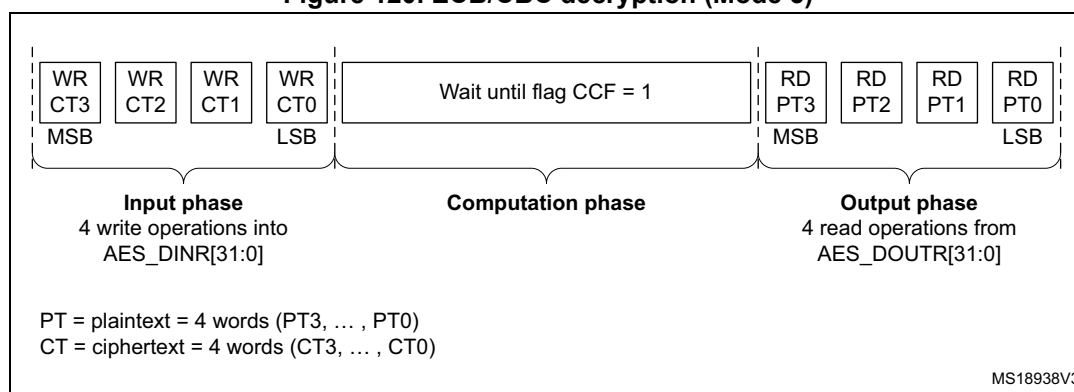 WR WR WR WR
CT3 CT2 CT1 CT0
Wait until flag CCF = 1
RD RD RD RD
PT3 PT2 PT1 PT0
MSB LSB MSB LSB
Input phase
4 write operations into
AES_DINR[31:0]
Computation phase
Output phase
4 read operations from
AES_DOUTR[31:0]
PT = plaintext = 4 words (PT3, … , PT0)
CT = ciphertext = 4 words (CT3, … , CT0)
MS18938V3